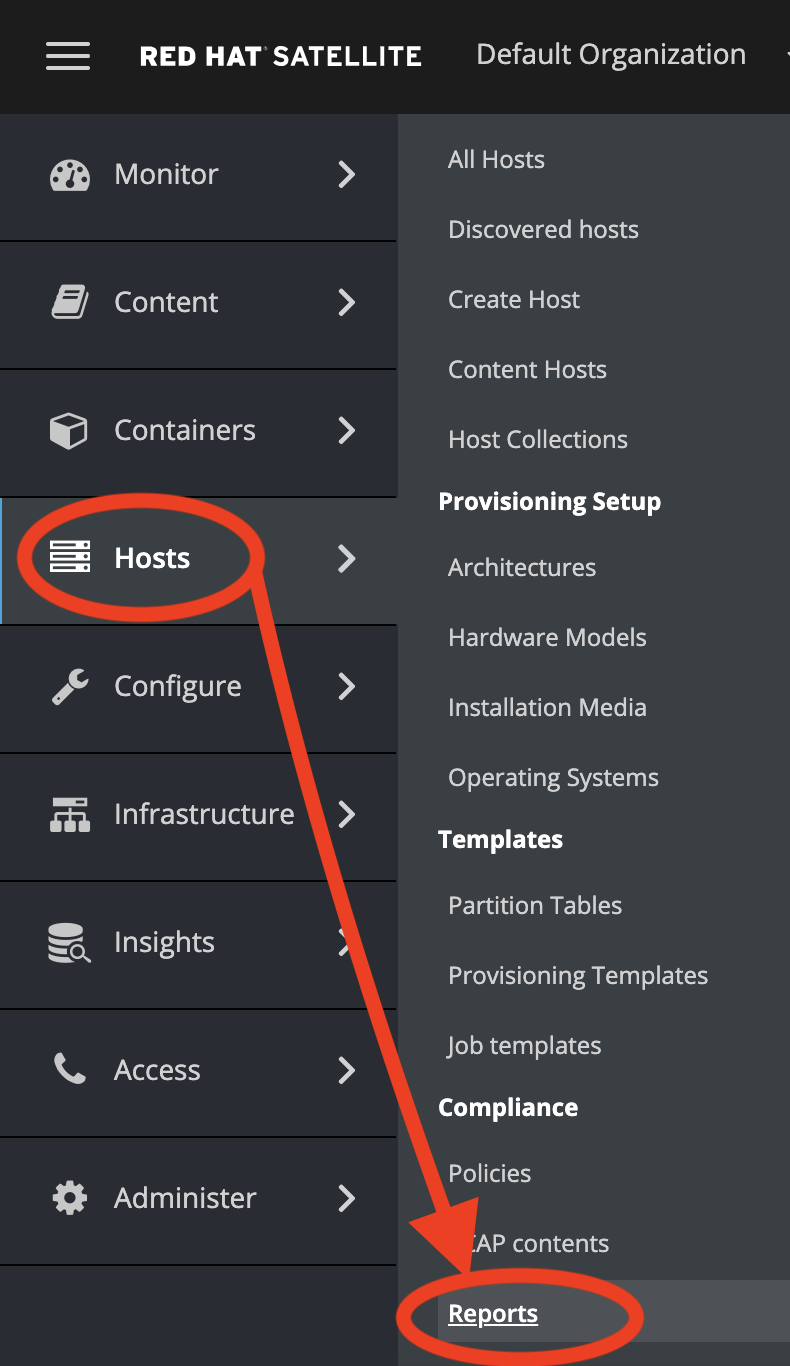 RED HAT SATELLITE Default Organization
Monitor
Content
Containers
Hosts
Configure
Infrastructure
Insights
Access
Administer
All Hosts
Discovered hosts
Create Host
Content Hosts
Host Collections
Provisioning Setup
Architectures
Hardware Models
Installation Media
Operating Systems
Templates
Partition Tables
Provisioning Templates
Job templates
Compliance
Policies
contents
Reports